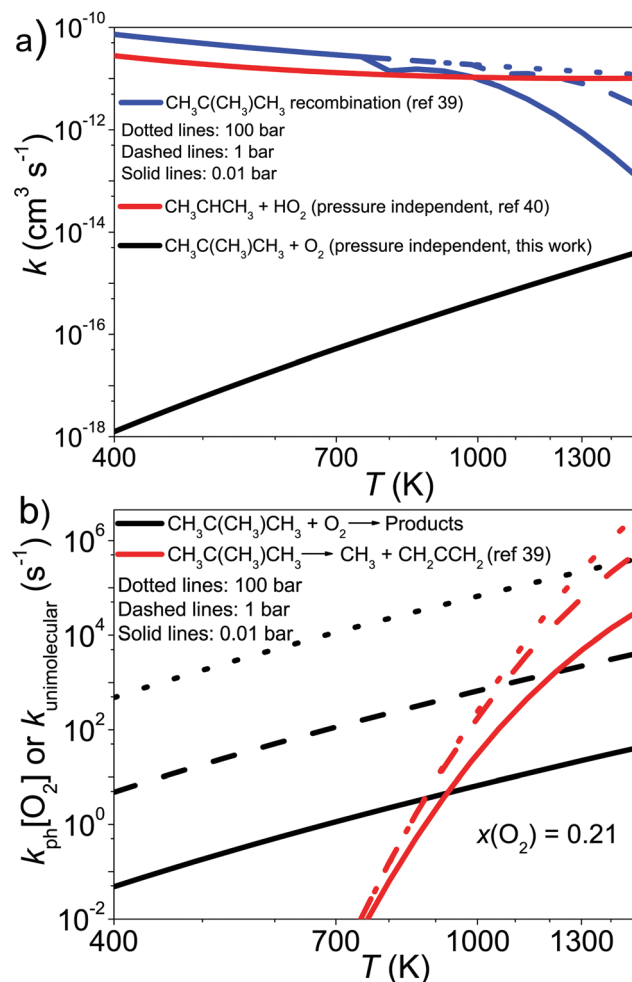 a)
10⁻¹⁰
10⁻¹²
10⁻¹⁴
10⁻¹⁶
10⁻¹⁸
k (cm³ s⁻¹)
CH₃C(CH₃)CH₃ recombination (ref 39)
Dotted lines: 100 bar
Dashed lines: 1 bar
Solid lines: 0.01 bar
CH₃CHCH₃ + HO₂ (pressure independent, ref 40)
CH₃C(CH₃)CH₃ + O₂ (pressure independent, this work)
400 700 1000 1300
T (K)
b)
10⁶
10⁴
10²
10⁰
10⁻²
kₚₕ[O₂] or kᵤₙᵢₘₒₗₑcᵤₗₐᵣ (s⁻¹)
CH₃C(CH₃)CH₃ + O₂ → Products
CH₃C(CH₃)CH₃ → CH₃ + CH₂CCH₂ (ref 39)
Dotted lines: 100 bar
Dashed lines: 1 bar
Solid lines: 0.01 bar
x(O₂) = 0.21
400 700 1000 1300
T (K)